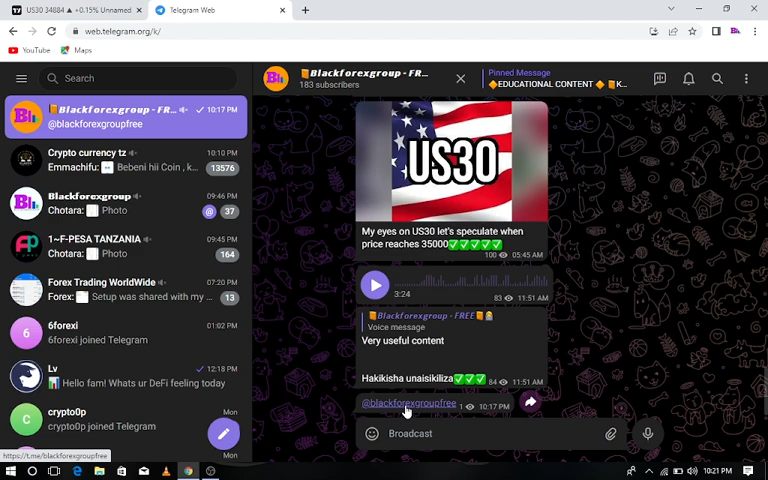 US30 34884 ▲ +0.15% Unnamed
Telegram Web
web.telegram.org/k/
YouTube
Maps
Search
Blackforexgroup - FR...
183 subscribers
Pinned Message
🔶EDUCATIONAL CONTENT 🔶 📙K...
Blackforexgroup - FR...
10:17 PM
@blackforexgroupfree
Crypto currency tz
10:10 PM
Emmachifu: Bebeni hii Coin , k...
13576
Blackforexgroup
09:46 PM
Chotara: Photo
@ 37
1~F-PESA TANZANIA
09:45 PM
Chotara: Photo
164
Forex Trading WorldWide
07:20 PM
Forex: Setup was shared with my ...
13
6forexi
01:02 PM
6forexi joined Telegram
Lv
12:18 PM
Hello fam! Whats ur DeFi feeling today
crypto0p
Mon
crypto0p joined Telegram
Mon
https://t.me/blackforexgroupfree
US30
My eyes on US30 let's speculate when
price reaches 35000✅✅✅✅✅
100 05:45 AM
3:24
83 11:51 AM
Blackforexgroup - FREE
Voice message
Very useful content
Hakikisha unaisikiliza✅✅✅
84 11:51 AM
@blackforexgroupfree
1 10:17 PM
Broadcast
10:21 PM